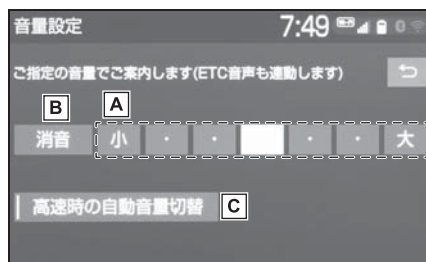 音量設定 7:49 0
ご指定の音量でご案内します(ETC音声も連動します)
B A
消音 小 ・ ・ ・ ・ 大
高速時の自動音量切替 C